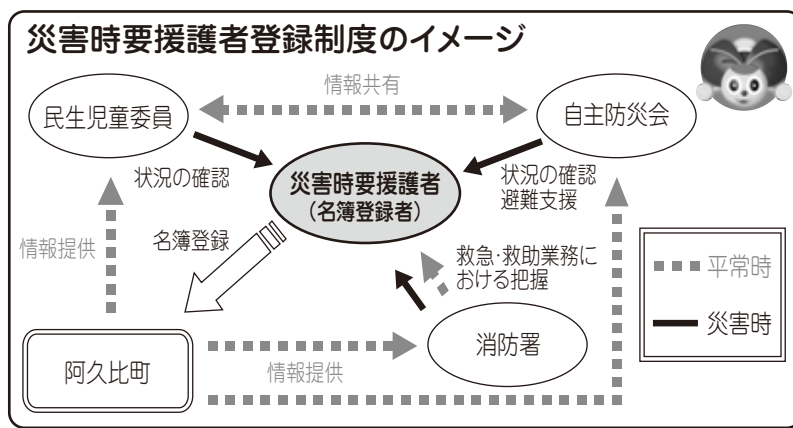 災害時要援護者登録制度のイメージ
情報共有
民生児童委員
自主防災会
状況の確認
災害時要援護者
(名簿登録者)
状況の確認
避難支援
情報提供
名簿登録
救急・救助業務に
おける把握
平常時
災害時
阿久比町
情報提供
消防署